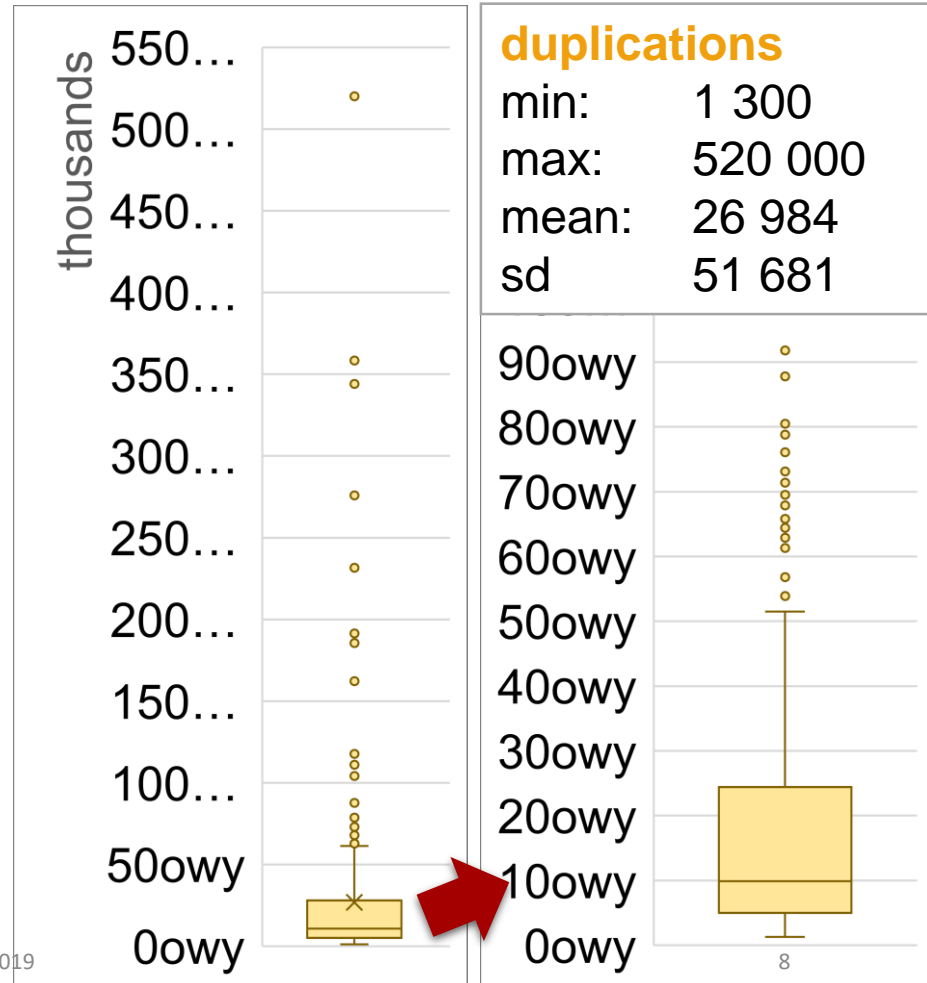 thousands
550…
500…
450…
400…
350…
300…
250…
200…
150…
100…
50owy
0owy
duplications
min: 1 300
max: 520 000
mean: 26 984
sd 51 681
90owy
80owy
70owy
60owy
50owy
40owy
30owy
20owy
10owy
0owy
019
8